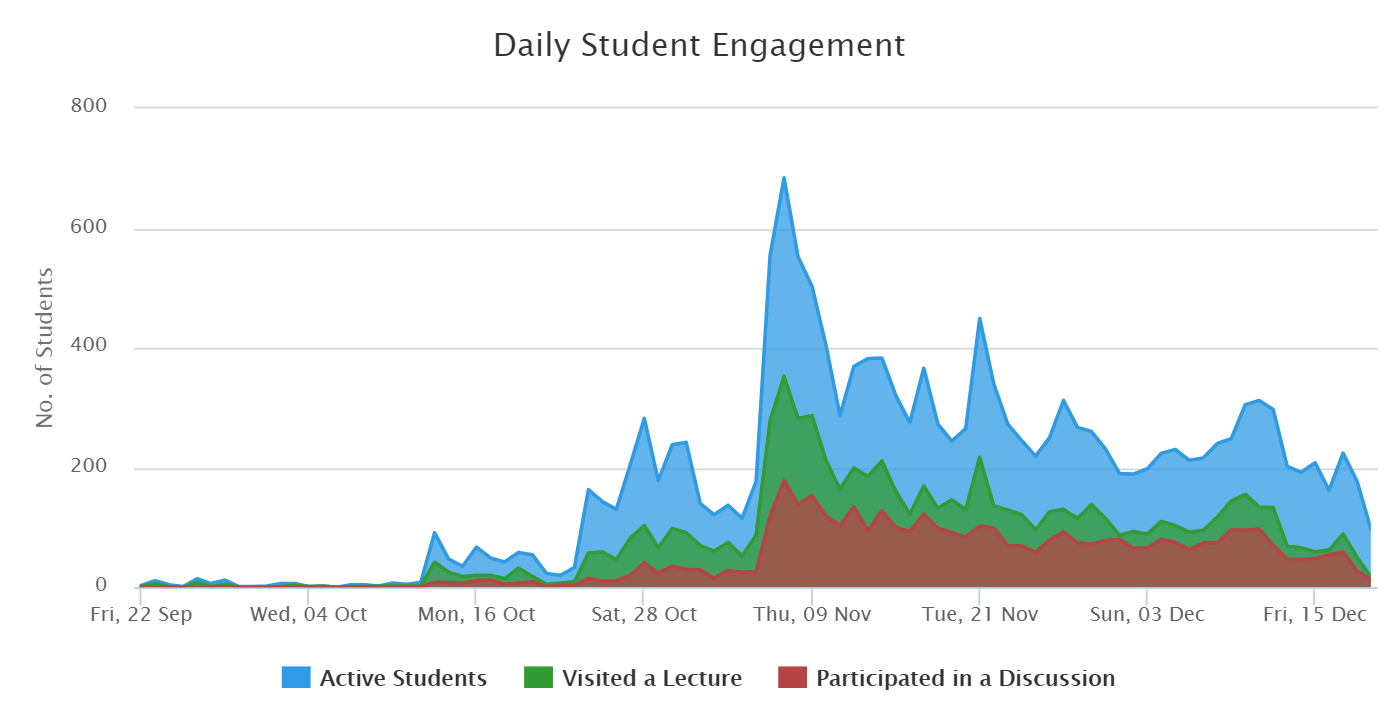 Daily Student Engagement
800
600
400
200
0
No. of Students
Fri, 22 Sep Wed, 04 Oct Mon, 16 Oct Sat, 28 Oct Thu, 09 Nov Tue, 21 Nov Sun, 03 Dec Fri, 15 Dec
Active Students Visited a Lecture Participated in a Discussion